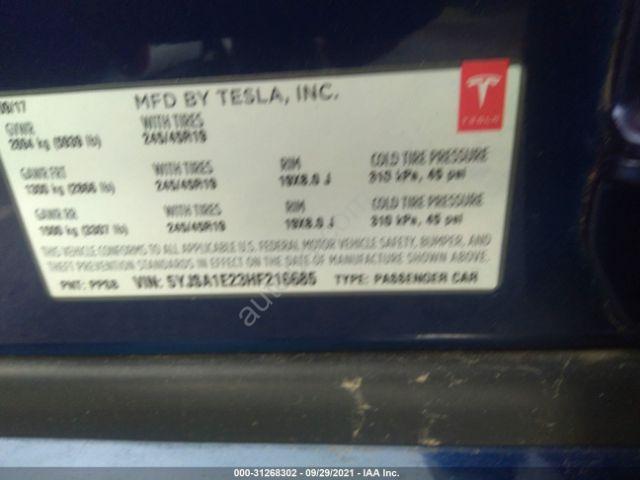 MFD BY TESLA, INC.
TESLA
GVWR WITH TIRES
245/45R19
GAWR FRT WITH TIRES RIM COLD TIRE PRESSURE
245/45R19 19X8.0 J 310 kPa, 45 psi
GAWR RR WITH TIRES RIM COLD TIRE PRESSURE
245/45R19 19X8.0 J 310 kPa, 45 psi
THIS VEHICLE CONFORMS TO ALL APPLICABLE U.S. FEDERAL MOTOR VEHICLE SAFETY, BUMPER, AND
THEFT PREVENTION STANDARDS IN EFFECT ON THE DATE OF MANUFACTURE SHOWN ABOVE.
PNT: PPSB VIN: 5YJSA1E23HF216685 TYPE: PASSENGER CAR
000-31268302 - 09/29/2021 - IAA Inc.